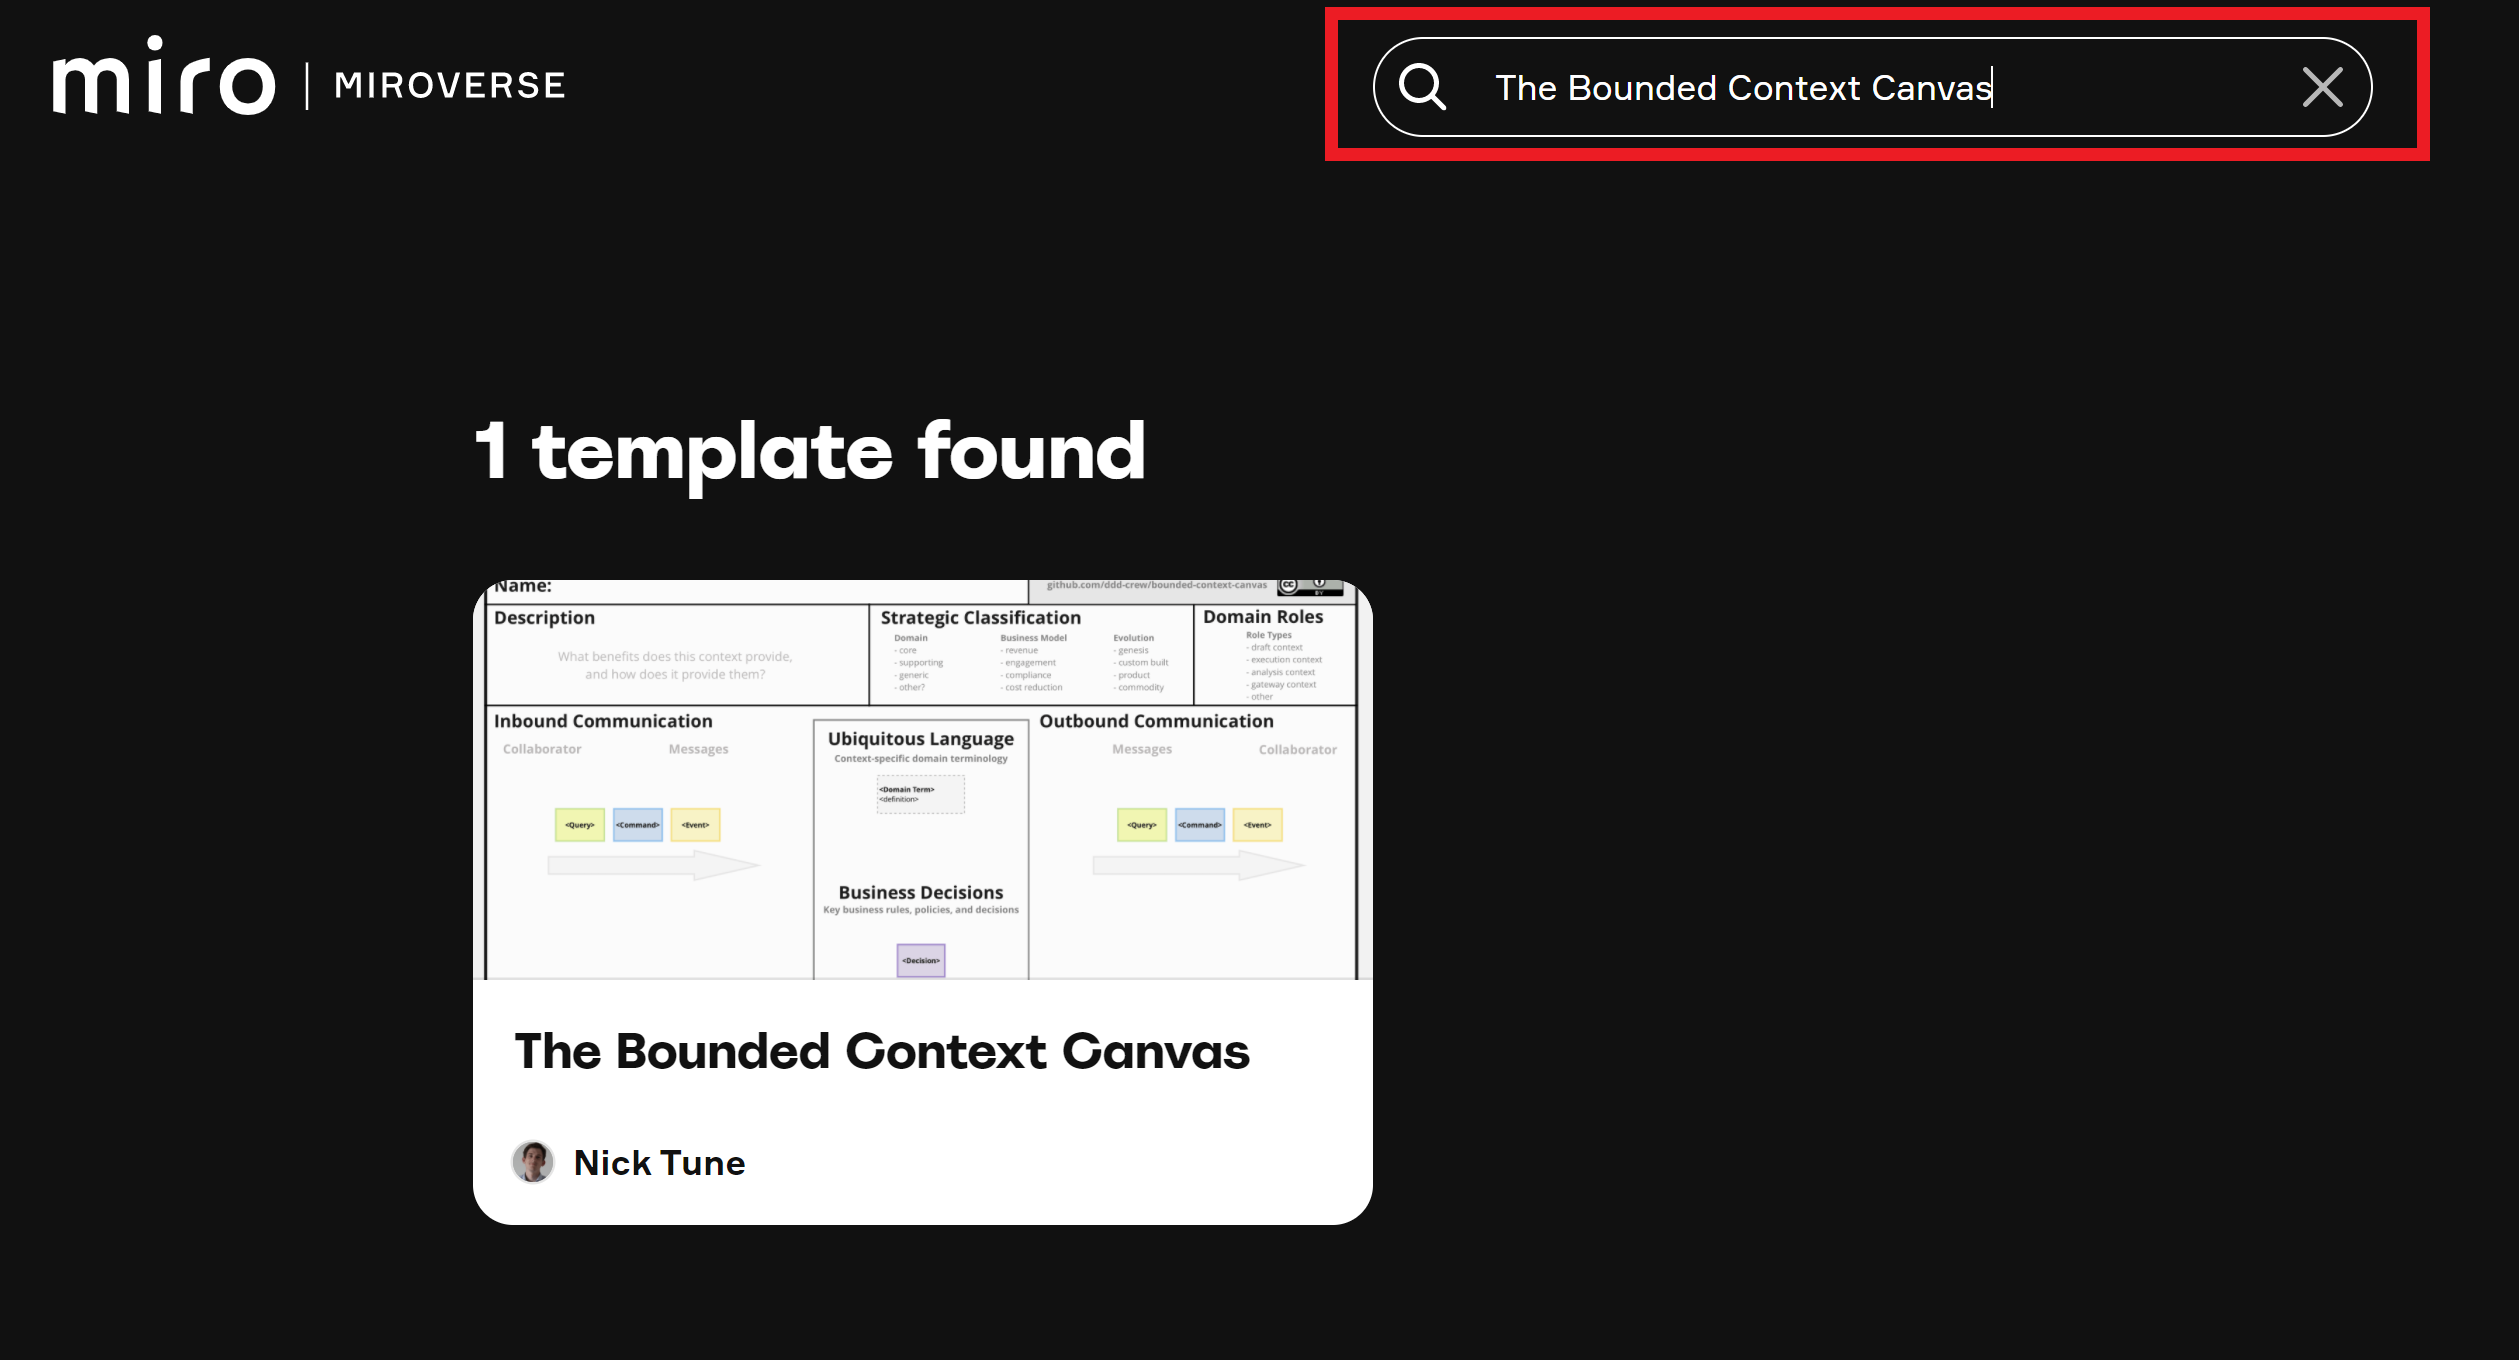 miro | MIROVERSE
The Bounded Context Canvas
1 template found
Name:
github.com/ddd-crew/bounded-context-canvas
cc
BY
Description
What benefits does this context provide,
and how does it provide them?
Strategic Classification
Domain
- core
- supporting
- generic
- other?
Business Model
- revenue
- engagement
- compliance
- cost reduction
Evolution
- genesis
- custom built
- product
- commodity
Domain Roles
Role Types
- draft context
- execution context
- analysis context
- gateway context
- other
Inbound Communication
Collaborator Messages
<Query> <Command> <Event>
Ubiquitous Language
Context-specific domain terminology
<Domain Term>
<definition>
Business Decisions
Key business rules, policies, and decisions
<Decision>
Outbound Communication
Messages Collaborator
<Query> <Command> <Event>
The Bounded Context Canvas
Nick Tune